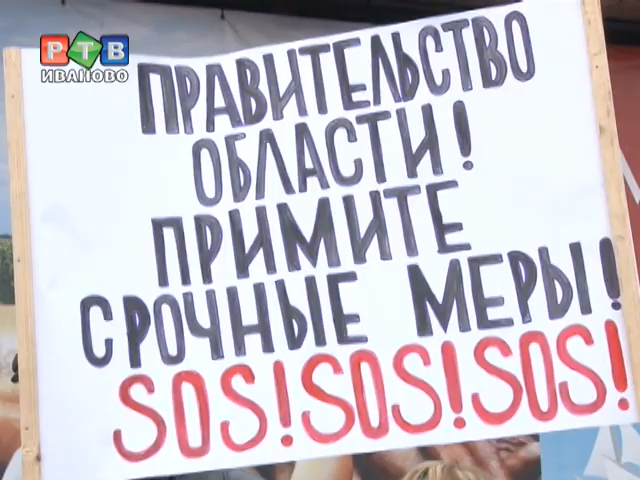 РТВ
ИВАНОВО
ПРАВИТЕЛЬСТВО
ОБЛАСТИ!
ПРИМИТЕ
СРОЧНЫЕ МЕРЫ!
SOS!SOS!SOS!